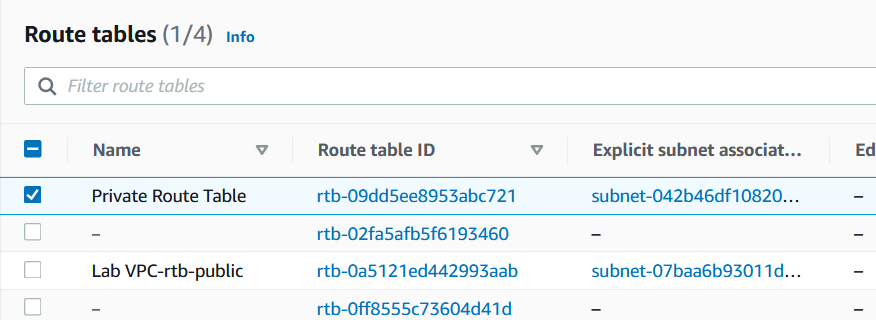 Route tables (1/4) Info
Filter route tables
Name Route table ID Explicit subnet associat... Ed
Private Route Table rtb-09dd5ee8953abc721 subnet-042b46df10820... –
– rtb-02fa5afb5f6193460 – –
Lab VPC-rtb-public rtb-0a5121ed442993aab subnet-07baa6b93011d... –
– rtb-0ff8555c73604d41d – –